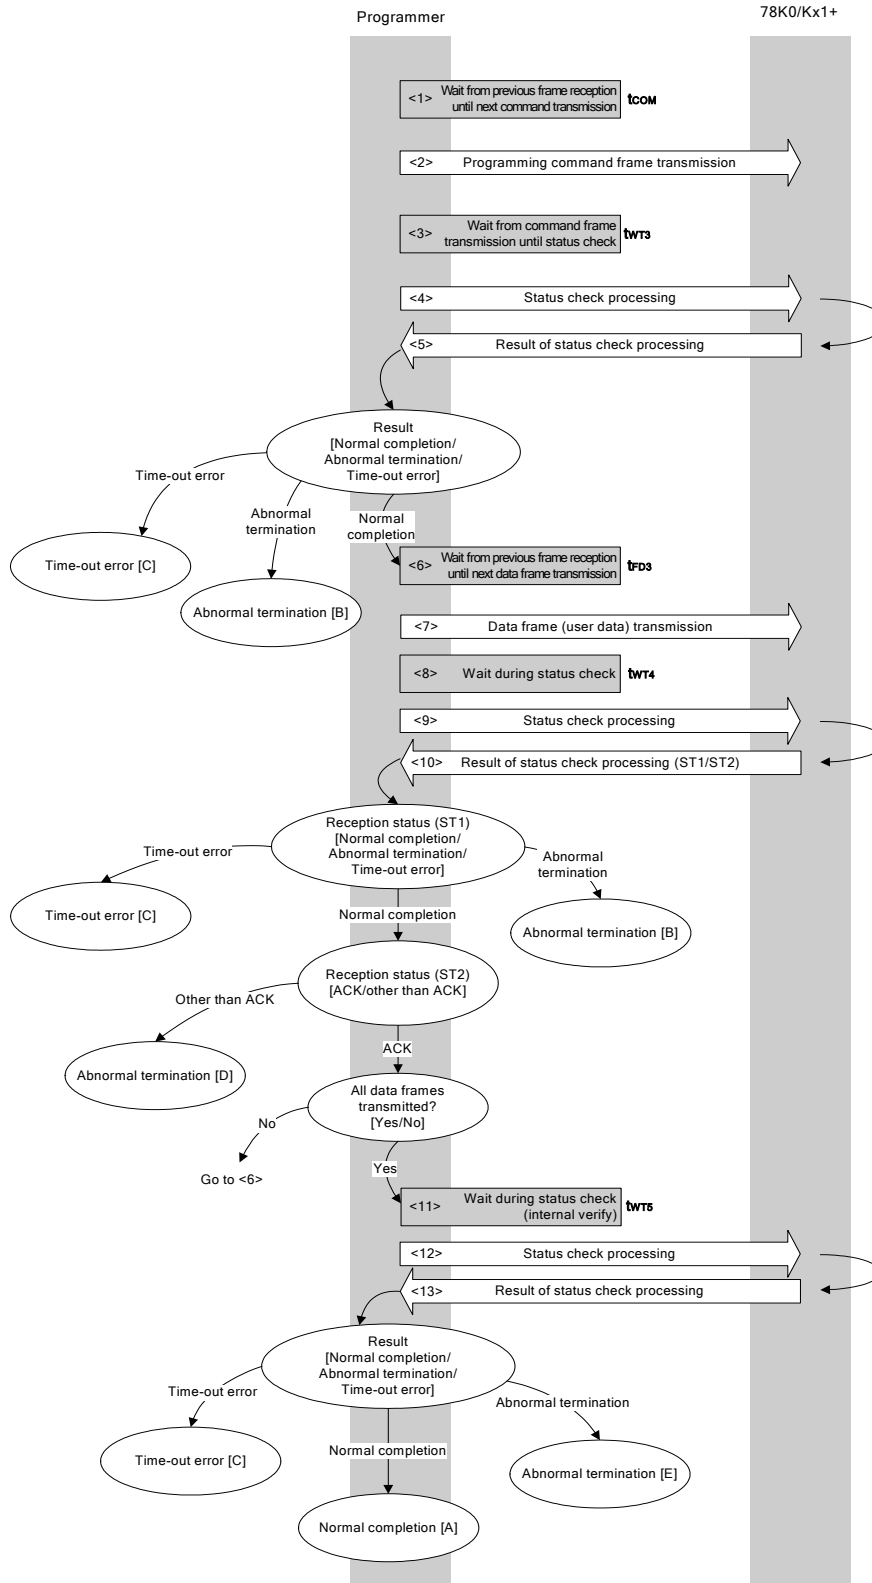 Programmer
78K0/Kx1+
<1> Wait from previous frame reception
until next command transmission
tCOM
<2> Programming command frame transmission
<3> Wait from command frame
transmission until status check
tWT3
<4> Status check processing
<5> Result of status check processing
Result
[Normal completion/
Abnormal termination/
Time-out error]
Time-out error
Abnormal
termination
Normal
completion
Time-out error [C]
Abnormal termination [B]
<6> Wait from previous frame reception
until next data frame transmission
tFD3
<7> Data frame (user data) transmission
<8> Wait during status check
tWT4
<9> Status check processing
<10> Result of status check processing (ST1/ST2)
Reception status (ST1)
[Normal completion/
Abnormal termination/
Time-out error]
Time-out error
Abnormal
termination
Time-out error [C]
Normal completion
Abnormal termination [B]
Reception status (ST2)
[ACK/other than ACK]
Other than ACK
ACK
Abnormal termination [D]
All data frames
transmitted?
[Yes/No]
No
Go to <6>
Yes
<11> Wait during status check
(internal verify)
tWT5
<12> Status check processing
<13> Result of status check processing
Result
[Normal completion/
Abnormal termination/
Time-out error]
Time-out error
Abnormal termination
Normal completion
Time-out error [C]
Abnormal termination [E]
Normal completion [A]